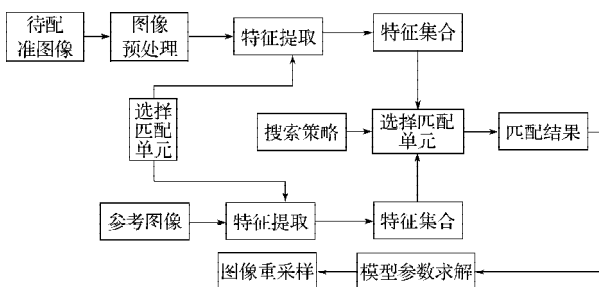 待配
准图像
图像
预处理
特征提取
特征集合
选择
匹配
单元
搜索策略
选择匹配
单元
匹配结果
参考图像
特征提取
特征集合
图像重采样
模型参数求解